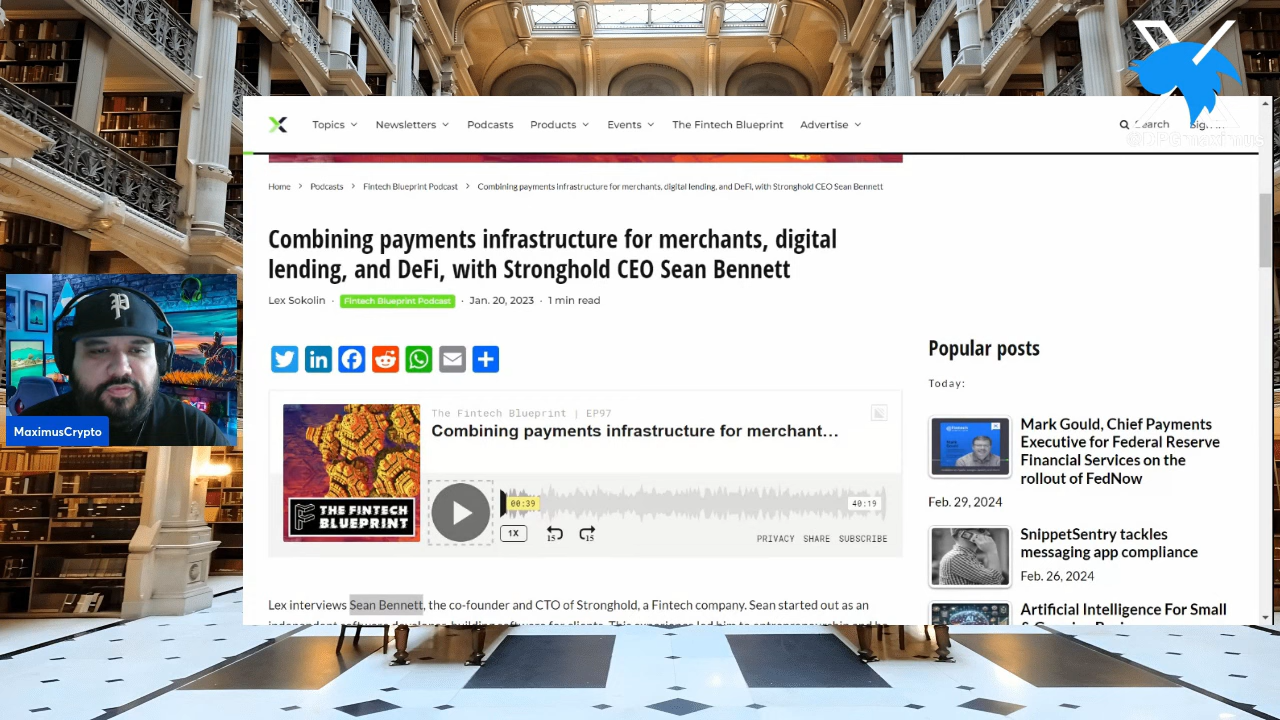 Topics Newsletters Podcasts Products Events The Fintech Blueprint Advertise Search Sign In
@DPGmaximus
Home > Podcasts > Fintech Blueprint Podcast > Combining payments infrastructure for merchants, digital lending, and DeFi, with Stronghold CEO Sean Bennett
Combining payments infrastructure for merchants, digital
lending, and DeFi, with Stronghold CEO Sean Bennett
Lex Sokolin · Fintech Blueprint Podcast · Jan. 20, 2023 · 1 min read
The Fintech Blueprint | EP97
Combining payments infrastructure for merchant...
THE FINTECH
BLUEPRINT
00:39
40:19
1X
15
15
PRIVACY SHARE SUBSCRIBE
Lex interviews Sean Bennett, the co-founder and CTO of Stronghold, a Fintech company. Sean started out as an
Popular posts
Today:
Mark Gould, Chief Payments
Executive for Federal Reserve
Financial Services on the
rollout of FedNow
Feb. 29, 2024
SnippetSentry tackles
messaging app compliance
Feb. 26, 2024
Artificial Intelligence For Small
MaximusCrypto
P